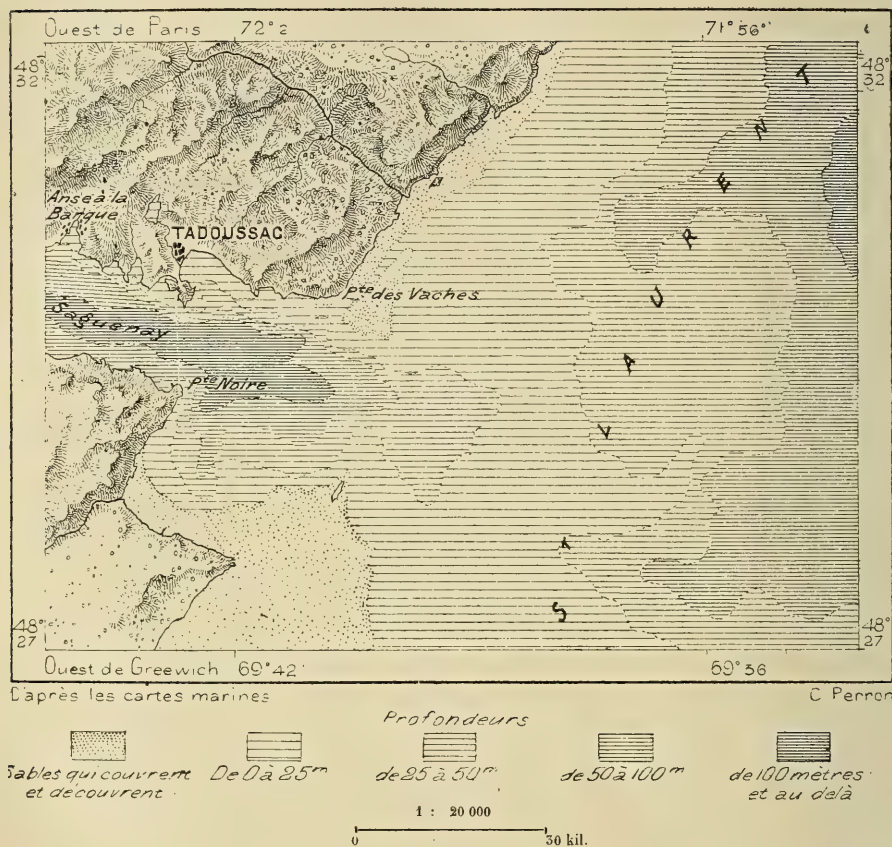 Ouest de Paris 72° 2' 71° 56'
48° 32 48° 32
T
N
E
Anse à la
Barque
TADOUSSAC
R
Pte des Vaches
U
Saguenay
A
Pte Noire
L
T
S
48° 27 48° 27
Ouest de Greewich 69° 42' 69° 36
D'après les cartes marines C Perron
Profondeurs
Sables qui couvrent
et découvrent
De 0 à 25m
de 25 à 50m
de 50 à 100m
de 100 mètres
et au delà
1 : 20 000
0 30 kil.